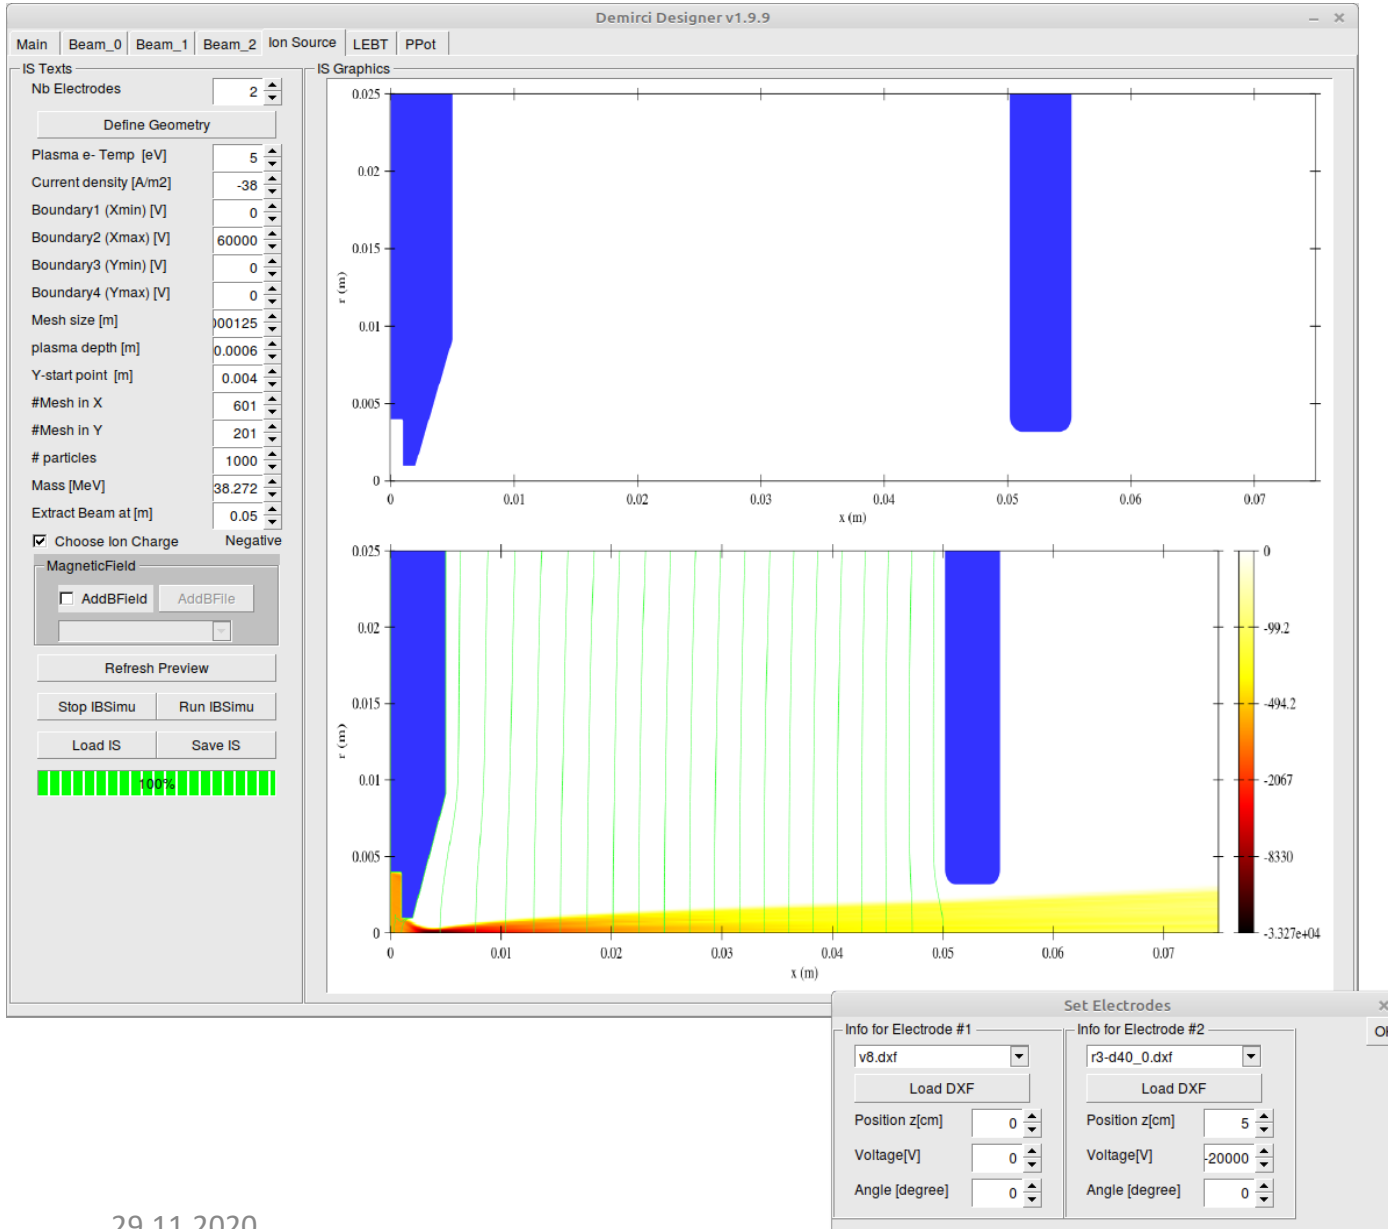 Demirci Designer v1.9.9
Main Beam_0 Beam_1 Beam_2 Ion Source LEBT PPot
IS Texts
Nb Electrodes 2
Define Geometry
Plasma e- Temp [eV] 5
Current density [A/m2] -38
Boundary1 (Xmin) [V] 0
Boundary2 (Xmax) [V] 60000
Boundary3 (Ymin) [V] 0
Boundary4 (Ymax) [V] 0
Mesh size [m] 000125
plasma depth [m] 0.0006
Y-start point [m] 0.004
#Mesh in X 601
#Mesh in Y 201
# particles 1000
Mass [MeV] 38.272
Extract Beam at [m] 0.05
Choose Ion Charge Negative
MagneticField
AddBField AddBFile
Refresh Preview
Stop IBSimu Run IBSimu
Load IS Save IS
100%
IS Graphics
0.025
0.02
0.015
r (m)
0.01
0.005
0
0 0.01 0.02 0.03 0.04 0.05 0.06 0.07
x (m)
0.025
0.02
0.015
r (m)
0.01
0.005
0
0 0.01 0.02 0.03 0.04 0.05 0.06 0.07
x (m)
0
-99.2
-494.2
-2067
-8330
-3.327e+04
Set Electrodes
Info for Electrode #1
v8.dxf
Load DXF
Position z[cm] 0
Voltage[V] 0
Angle [degree] 0
Info for Electrode #2
r3-d40_0.dxf
Load DXF
Position z[cm] 5
Voltage[V] -20000
Angle [degree] 0
29.11.2020